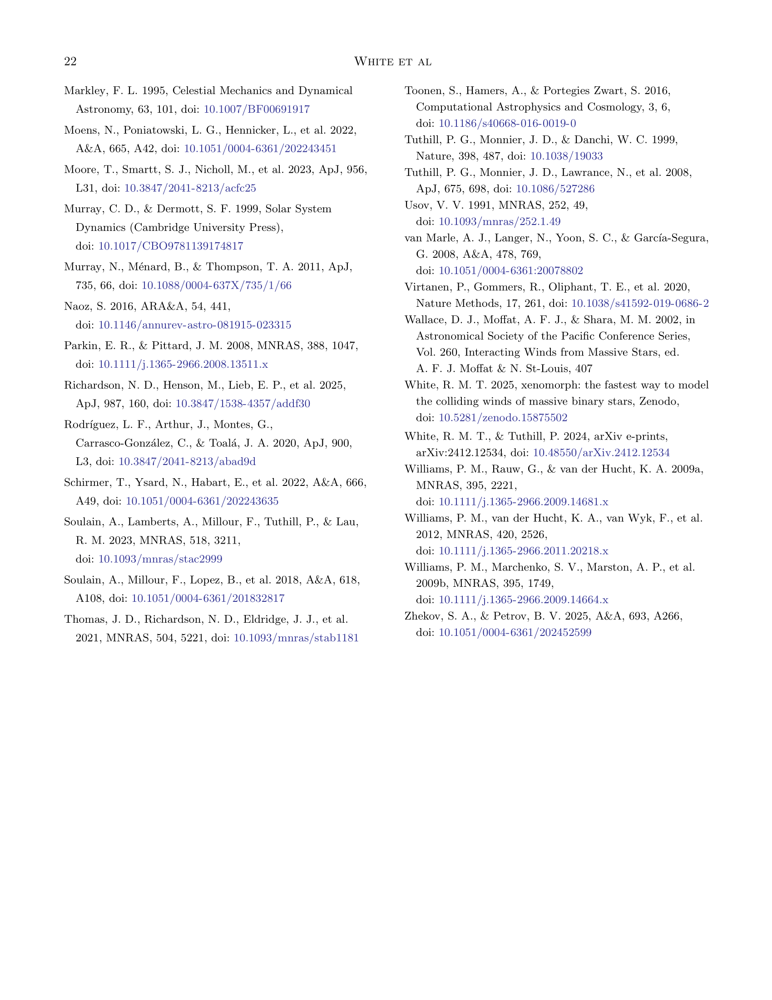 22
White et al
Markley, F. L. 1995, Celestial Mechanics and Dynamical
Astronomy, 63, 101, doi: 10.1007/BF00691917
Moens, N., Poniatowski, L. G., Hennicker, L., et al. 2022,
A&A, 665, A42, doi: 10.1051/0004-6361/202243451
Moore, T., Smartt, S. J., Nicholl, M., et al. 2023, ApJ, 956,
L31, doi: 10.3847/2041-8213/acfc25
Murray, C. D., & Dermott, S. F. 1999, Solar System
Dynamics (Cambridge University Press),
doi: 10.1017/CBO9781139174817
Murray, N., Ménard, B., & Thompson, T. A. 2011, ApJ,
735, 66, doi: 10.1088/0004-637X/735/1/66
Naoz, S. 2016, ARA&A, 54, 441,
doi: 10.1146/annurev-astro-081915-023315
Parkin, E. R., & Pittard, J. M. 2008, MNRAS, 388, 1047,
doi: 10.1111/j.1365-2966.2008.13511.x
Richardson, N. D., Henson, M., Lieb, E. P., et al. 2025,
ApJ, 987, 160, doi: 10.3847/1538-4357/addf30
Rodríguez, L. F., Arthur, J., Montes, G.,
Carrasco-González, C., & Toalá, J. A. 2020, ApJ, 900,
L3, doi: 10.3847/2041-8213/abad9d
Schirmer, T., Ysard, N., Habart, E., et al. 2022, A&A, 666,
A49, doi: 10.1051/0004-6361/202243635
Soulain, A., Lamberts, A., Millour, F., Tuthill, P., & Lau,
R. M. 2023, MNRAS, 518, 3211,
doi: 10.1093/mnras/stac2999
Soulain, A., Millour, F., Lopez, B., et al. 2018, A&A, 618,
A108, doi: 10.1051/0004-6361/201832817
Thomas, J. D., Richardson, N. D., Eldridge, J. J., et al.
2021, MNRAS, 504, 5221, doi: 10.1093/mnras/stab1181
Toonen, S., Hamers, A., & Portegies Zwart, S. 2016,
Computational Astrophysics and Cosmology, 3, 6,
doi: 10.1186/s40668-016-0019-0
Tuthill, P. G., Monnier, J. D., & Danchi, W. C. 1999,
Nature, 398, 487, doi: 10.1038/19033
Tuthill, P. G., Monnier, J. D., Lawrance, N., et al. 2008,
ApJ, 675, 698, doi: 10.1086/527286
Usov, V. V. 1991, MNRAS, 252, 49,
doi: 10.1093/mnras/252.1.49
van Marle, A. J., Langer, N., Yoon, S. C., & García-Segura,
G. 2008, A&A, 478, 769,
doi: 10.1051/0004-6361:20078802
Virtanen, P., Gommers, R., Oliphant, T. E., et al. 2020,
Nature Methods, 17, 261, doi: 10.1038/s41592-019-0686-2
Wallace, D. J., Moffat, A. F. J., & Shara, M. M. 2002, in
Astronomical Society of the Pacific Conference Series,
Vol. 260, Interacting Winds from Massive Stars, ed.
A. F. J. Moffat & N. St-Louis, 407
White, R. M. T. 2025, xenomorph: the fastest way to model
the colliding winds of massive binary stars, Zenodo,
doi: 10.5281/zenodo.15875502
White, R. M. T., & Tuthill, P. 2024, arXiv e-prints,
arXiv:2412.12534, doi: 10.48550/arXiv.2412.12534
Williams, P. M., Rauw, G., & van der Hucht, K. A. 2009a,
MNRAS, 395, 2221,
doi: 10.1111/j.1365-2966.2009.14681.x
Williams, P. M., van der Hucht, K. A., van Wyk, F., et al.
2012, MNRAS, 420, 2526,
doi: 10.1111/j.1365-2966.2011.20218.x
Williams, P. M., Marchenko, S. V., Marston, A. P., et al.
2009b, MNRAS, 395, 1749,
doi: 10.1111/j.1365-2966.2009.14664.x
Zhekov, S. A., & Petrov, B. V. 2025, A&A, 693, A266,
doi: 10.1051/0004-6361/202452599